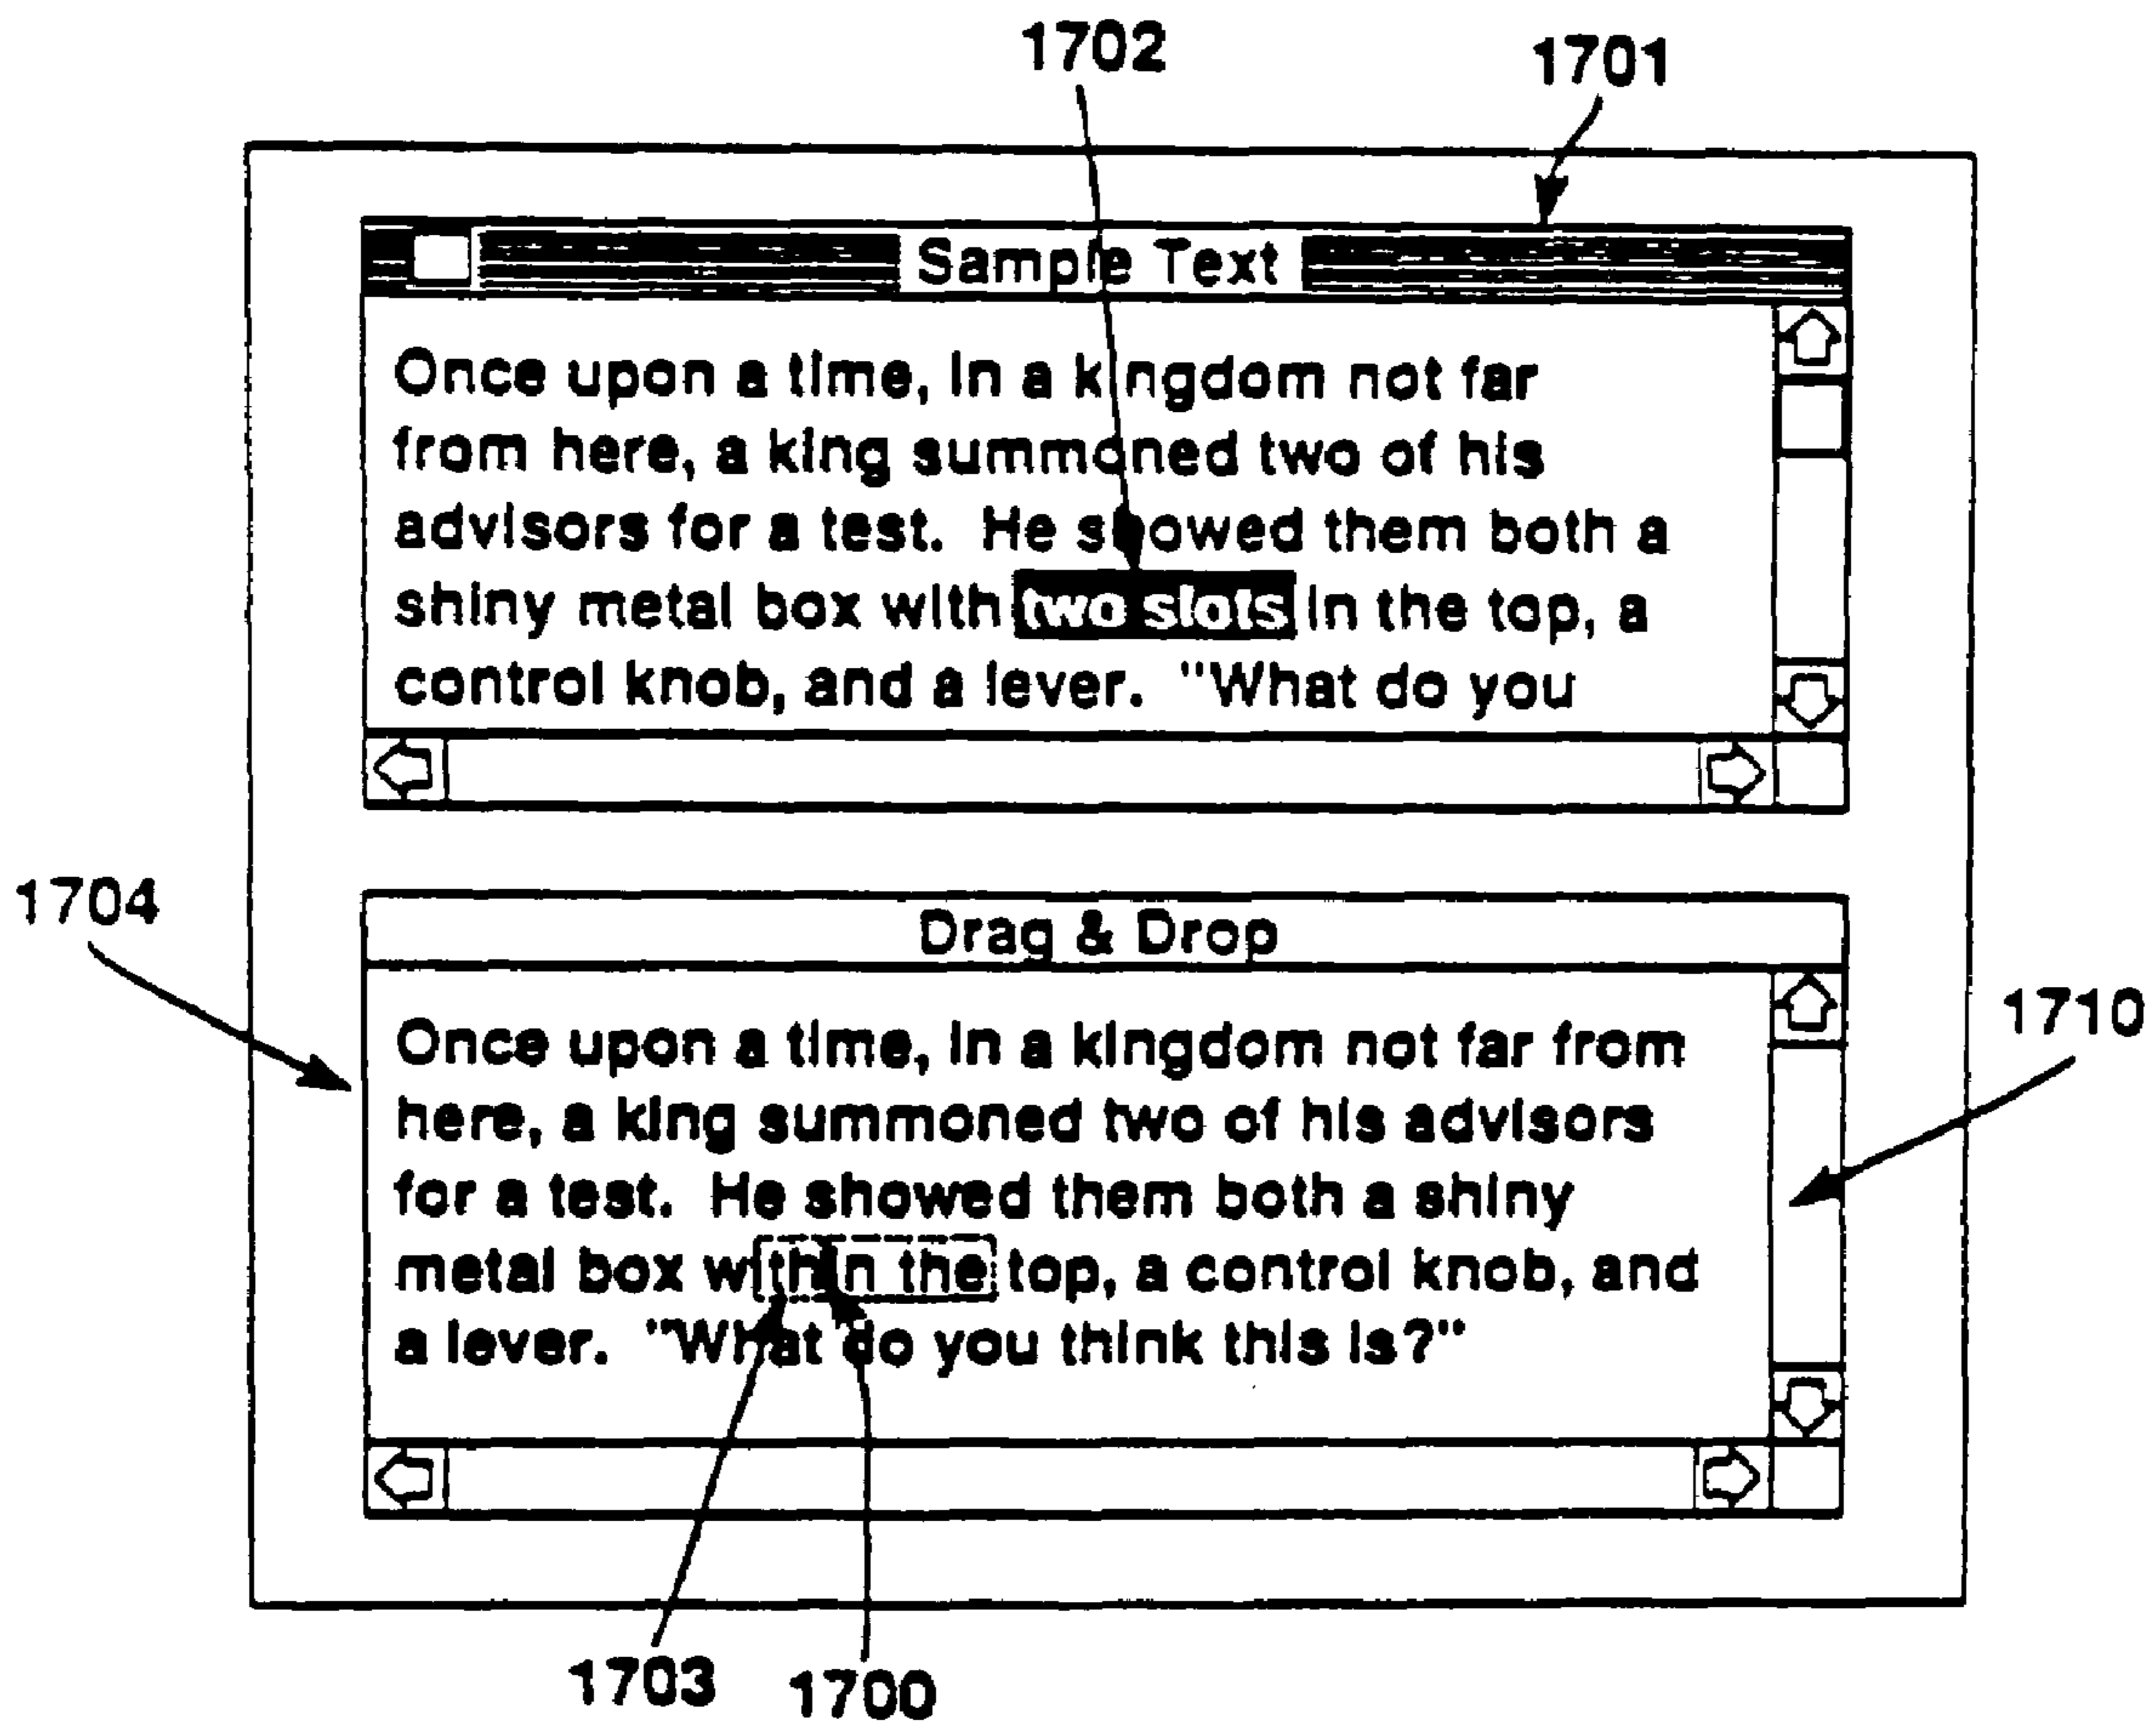 1702
1701
Sample Text
Once upon a time, in a kingdom not far
from here, a king summoned two of his
advisors for a test. He showed them both a
shiny metal box with two slots in the top, a
control knob, and a lever. "What do you
1704
Drag & Drop
1710
Once upon a time, in a kingdom not far from
here, a king summoned two of his advisors
for a test. He showed them both a shiny
metal box with in the top, a control knob, and
a lever. "What do you think this is?"
1703
1700